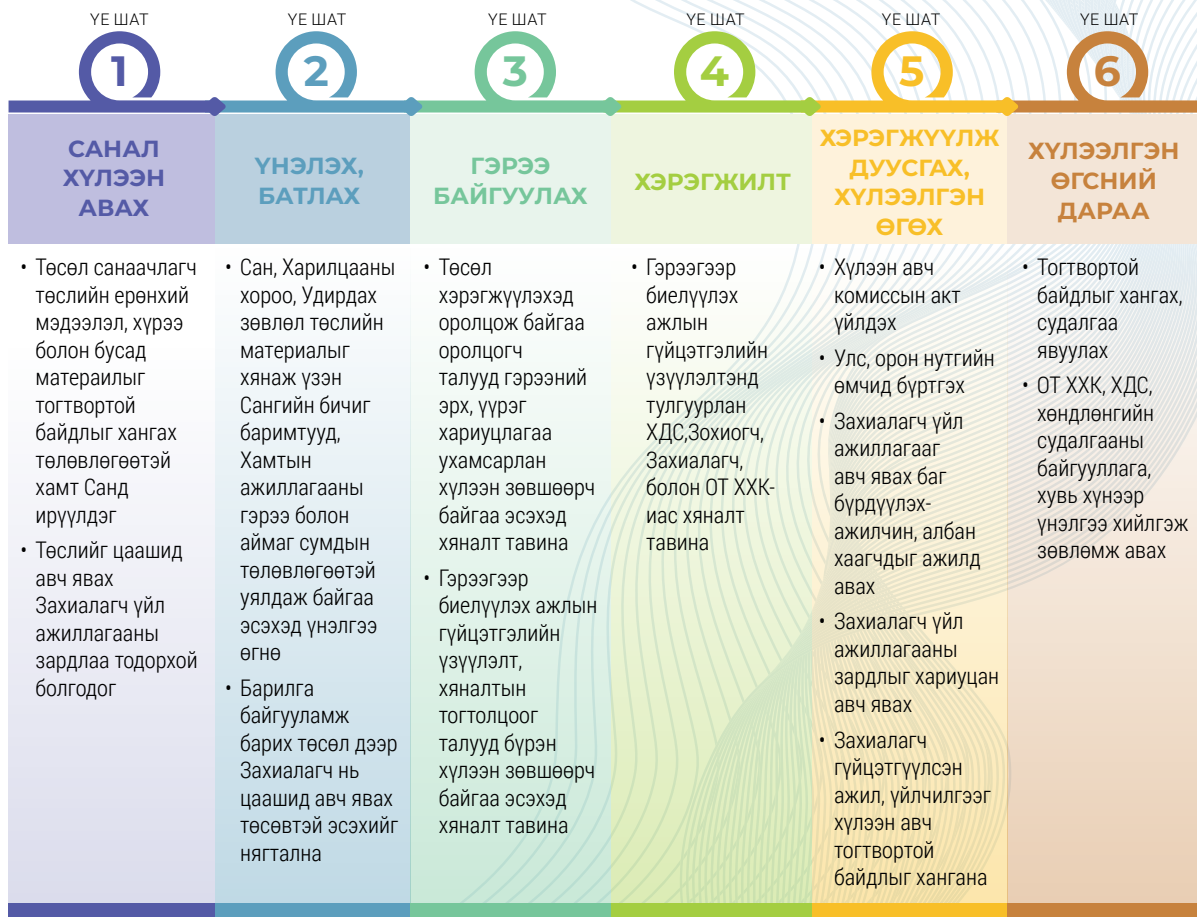 ҮЕ ШАТ
1
САНАЛ
ХҮЛЭЭН
АВАХ
• Төсөл санаачлагч
төслийн ерөнхий
мэдээлэл, хүрээ
болон бусад
матераилыг
тогтвортой
байдлыг хангах
төлөвлөгөөтэй
хамт Санд
ирүүлдэг
• Төслийг цаашид
авч явах
Захиалагч үйл
ажиллагааны
зардлаа тодорхой
болгодог
ҮЕ ШАТ
2
ҮНЭЛЭХ,
БАТЛАХ
• Сан, Харилцааны
хороо, Удирдах
зөвлөл төслийн
материалыг
хянаж үзэн
Сангийн бичиг
баримтууд,
Хамтын
ажиллагааны
гэрээ болон
аймаг сумдын
төлөвлөгөөтэй
уялдаж байгаа
эсэхэд үнэлгээ
өгнө
• Барилга
байгууламж
барих төсөл дээр
Захиалагч нь
цаашид авч явах
төсөвтэй эсэхийг
нягтална
ҮЕ ШАТ
3
ГЭРЭЭ
БАЙГУУЛАХ
• Төсөл
хэрэгжүүлэхэд
оролцож байгаа
оролцогч
талууд гэрээний
эрх, үүрэг
хариуцлагаа
ухамсарлан
хүлээн зөвшөөрч
байгаа эсэхэд
хяналт тавина
• Гэрээгээр
биелүүлэх ажлын
гүйцэтгэлийн
үзүүлэлт,
хяналтын
тогтолцоог
талууд бүрэн
хүлээн зөвшөөрч
байгаа эсэхэд
хяналт тавина
ҮЕ ШАТ
4
ХЭРЭГЖИЛТ
• Гэрээгээр
биелүүлэх
ажлын
гүйцэтгэлийн
үзүүлэлтэнд
тулгуурлан
ХДС,Зохиогч,
Захиалагч,
болон ОТ ХХК-
иас хяналт
тавина
ҮЕ ШАТ
5
ХЭРЭГЖҮҮЛЖ
ДУУСГАХ,
ХҮЛЭЭЛГЭН
ӨГӨХ
• Хүлээн авч
комиссын акт
үйлдэх
• Улс, орон нутгийн
өмчид бүртгэх
• Захиалагч үйл
ажиллагааг
авч явах баг
бүрдүүлэх-
ажилчин, албан
хаагчдыг ажилд
авах
• Захиалагч үйл
ажиллагааны
зардлыг хариуцан
авч явах
• Захиалагч
гүйцэтгүүлсэн
ажил, үйлчилгээг
хүлээн авч
тогтвортой
байдлыг хангана
ҮЕ ШАТ
6
ХҮЛЭЭЛГЭН
ӨГСНИЙ
ДАРАА
• Тогтвортой
байдлыг хангах,
судалгаа
явуулах
• ОТ ХХК, ХДС,
хөндлөнгийн
судалгааны
байгууллага,
хувь хүнээр
үнэлгээ хийлгэж
зөвлөмж авах